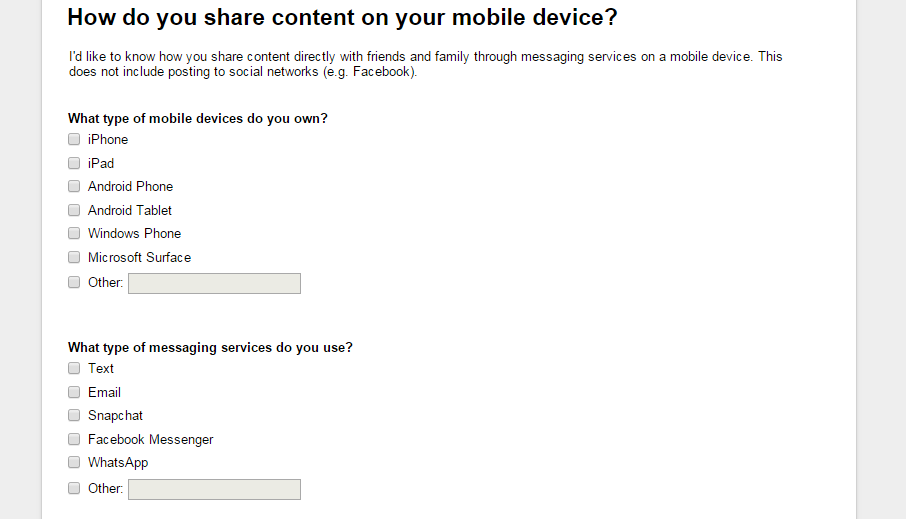 How do you share content on your mobile device?
I'd like to know how you share content directly with friends and family through messaging services on a mobile device. This
does not include posting to social networks (e.g. Facebook).
What type of mobile devices do you own?
iPhone
iPad
Android Phone
Android Tablet
Windows Phone
Microsoft Surface
Other:
What type of messaging services do you use?
Text
Email
Snapchat
Facebook Messenger
WhatsApp
Other: